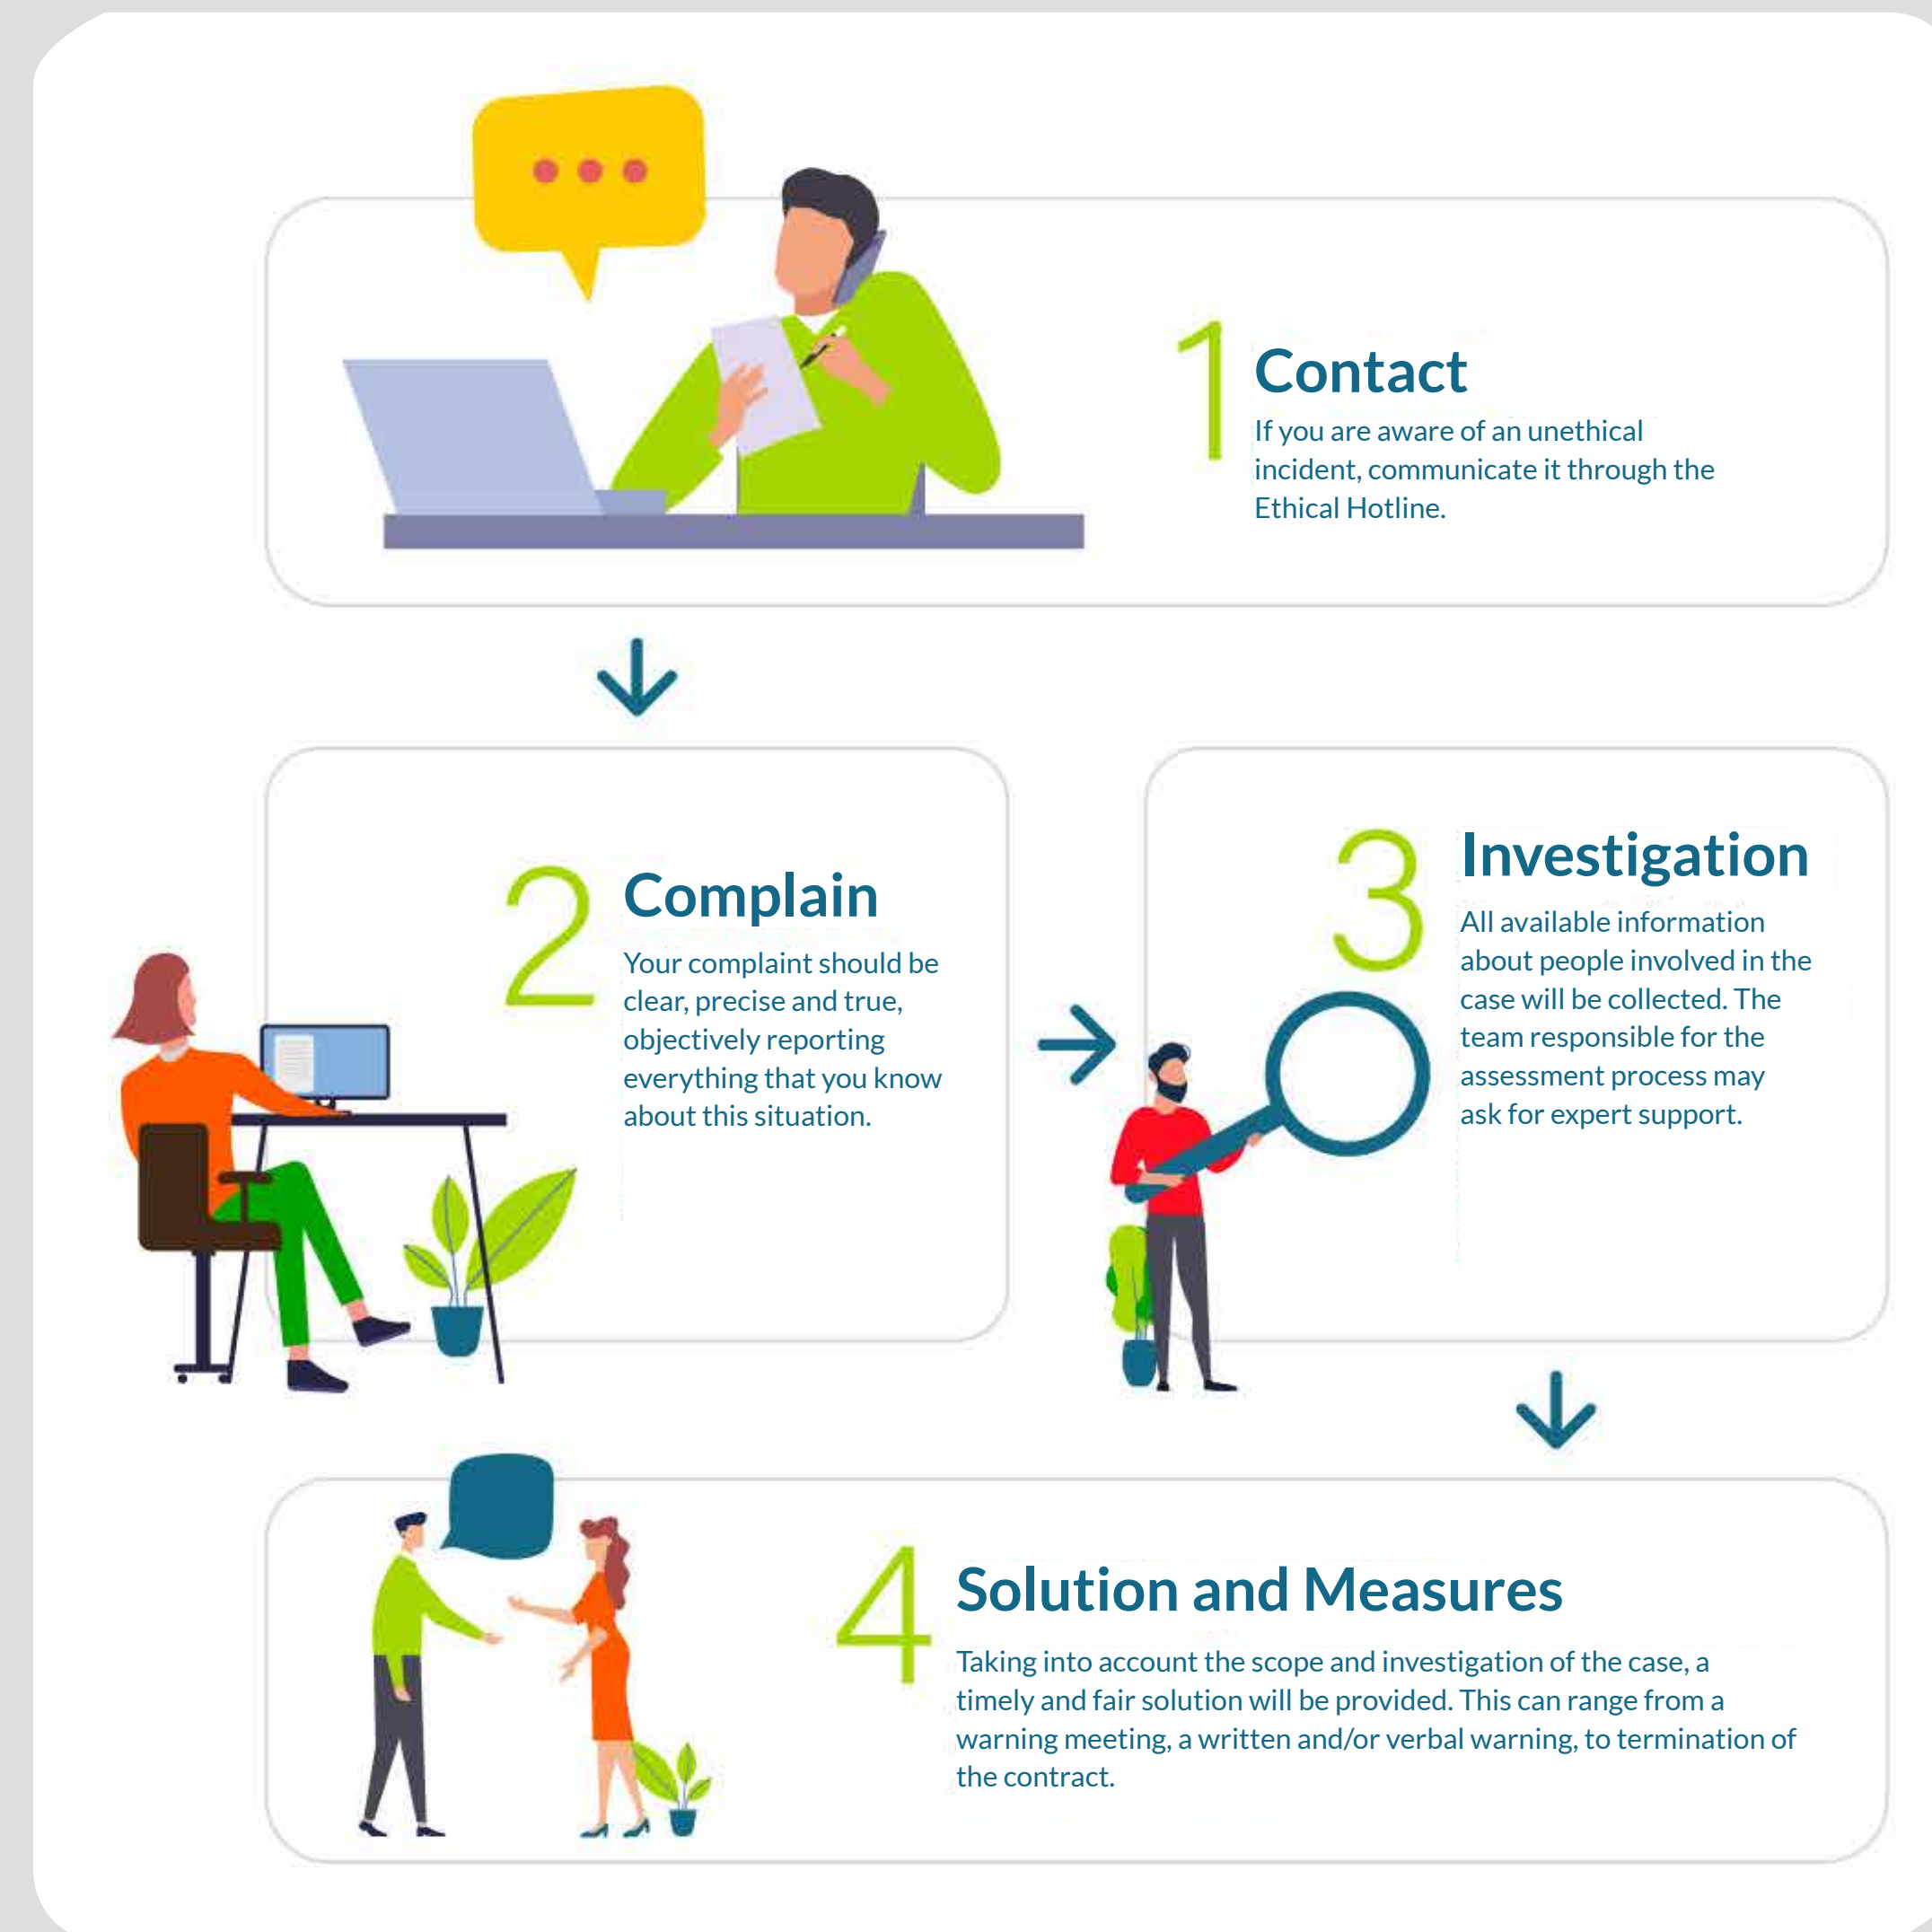 1
Contact
If you are aware of an unethical
incident, communicate it through the
Ethical Hotline.
2
Complain
Your complaint should be
clear, precise and true,
objectively reporting
everything that you know
about this situation.
3
Investigation
All available information
about people involved in the
case will be collected. The
team responsible for the
assessment process may
ask for expert support.
4
Solution and Measures
Taking into account the scope and investigation of the case, a
timely and fair solution will be provided. This can range from a
warning meeting, a written and/or verbal warning, to termination of
the contract.